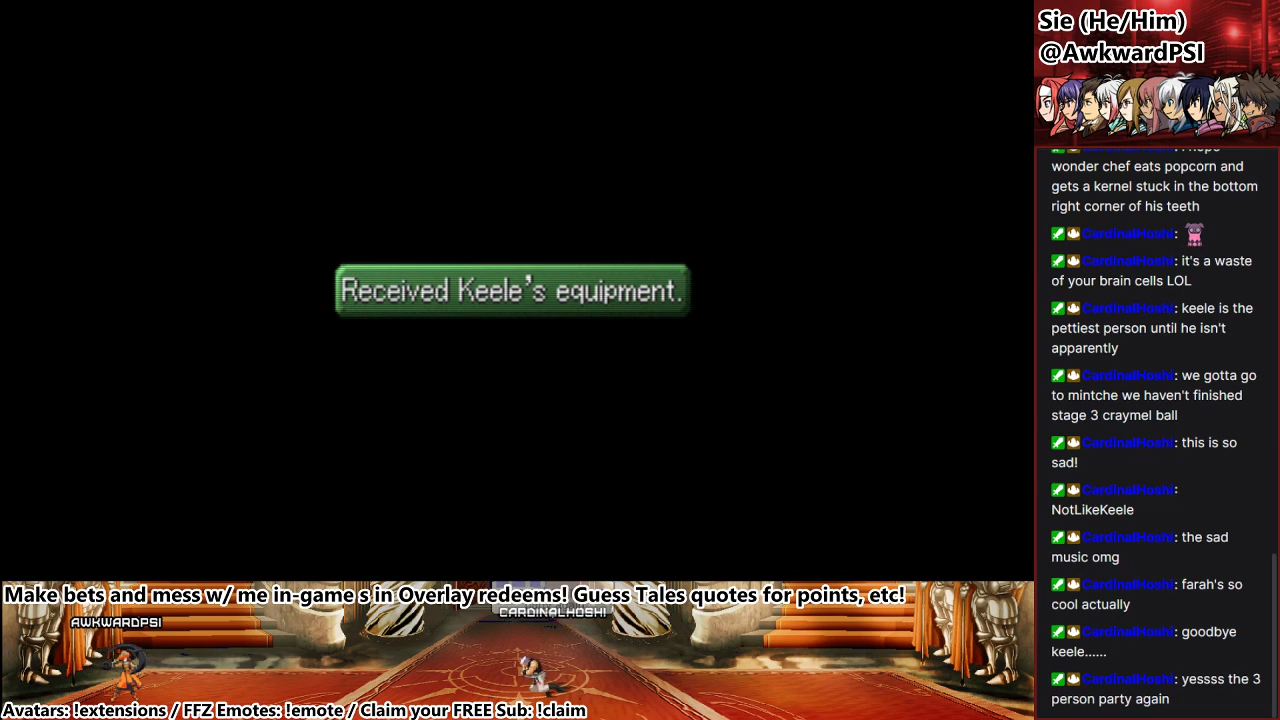 Received Keele's equipment.
Sie (He/Him)
@AwkwardPSI
wonder chef eats popcorn and
gets a kernel stuck in the bottom
right corner of his teeth
CardinalHoshi:
CardinalHoshi: it's a waste
of your brain cells LOL
CardinalHoshi: keele is the
pettiest person until he isn't
apparently
CardinalHoshi: we gotta go
to mintche we haven't finished
stage 3 craymel ball
CardinalHoshi: this is so
sad!
CardinalHoshi:
NotLikeKeele
CardinalHoshi: the sad
music omg
CardinalHoshi: farah's so
cool actually
CardinalHoshi: goodbye
keele......
CardinalHoshi: yessss the 3
person party again
Make bets and mess w/ me in-game s in Overlay redeems! Guess Tales quotes for points, etc!
CARDINALHOSHI
AWKWARDPSI
Avatars: !extensions / FFZ Emotes: !emote / Claim your FREE Sub: !claim